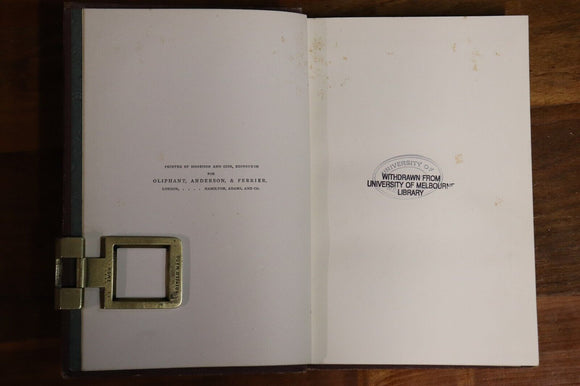 PRINTED BY MORRISON AND GIBB, EDINBURGH
FOR
OLIPHANT, ANDERSON, & FERRIER.
LONDON, . . . . HAMILTON, ADAMS, AND CO.
UNIVERSITY OF
WITHDRAWN FROM
UNIVERSITY OF MELBOURNE
LIBRARY